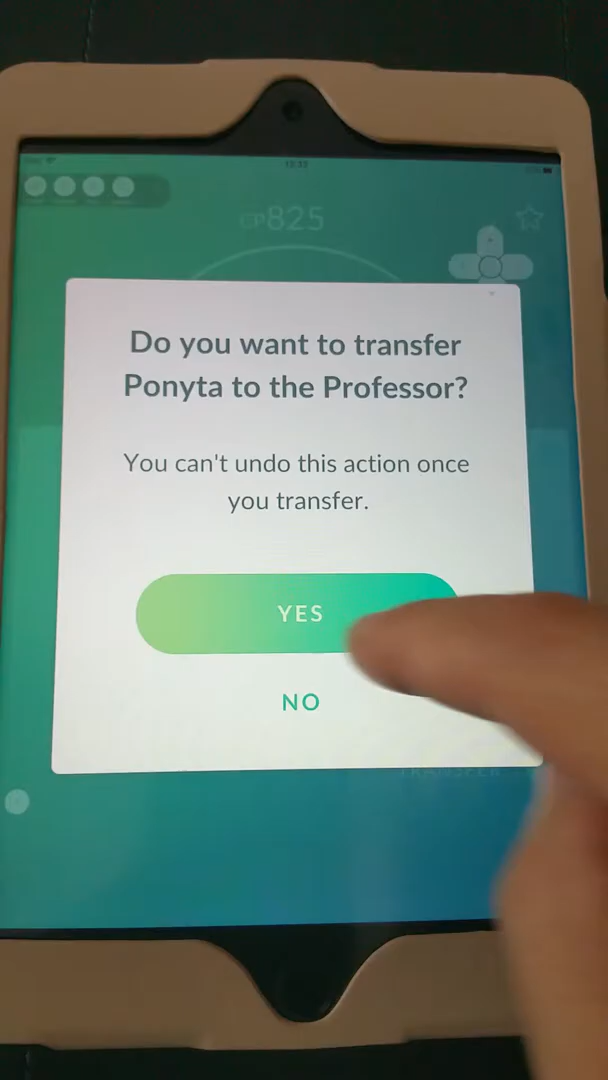 CP825
Do you want to transfer
Ponyta to the Professor?
You can't undo this action once
you transfer.
YES
NO
TRANSFER